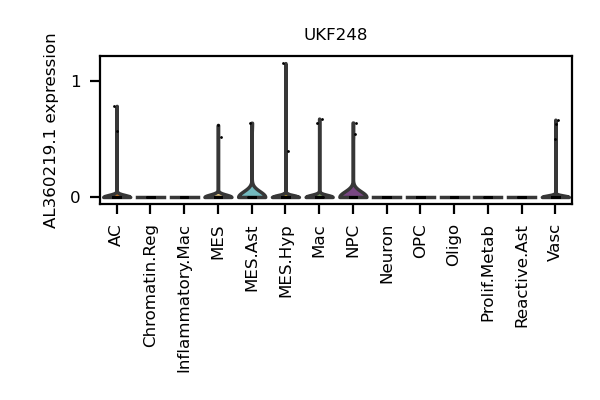 UKF248
AL360219.1 expression
1
0
AC
Chromatin.Reg
Inflammatory.Mac
MES
MES.Ast
MES.Hyp
Mac
NPC
Neuron
OPC
Oligo
Prolif.Metab
Reactive.Ast
Vasc